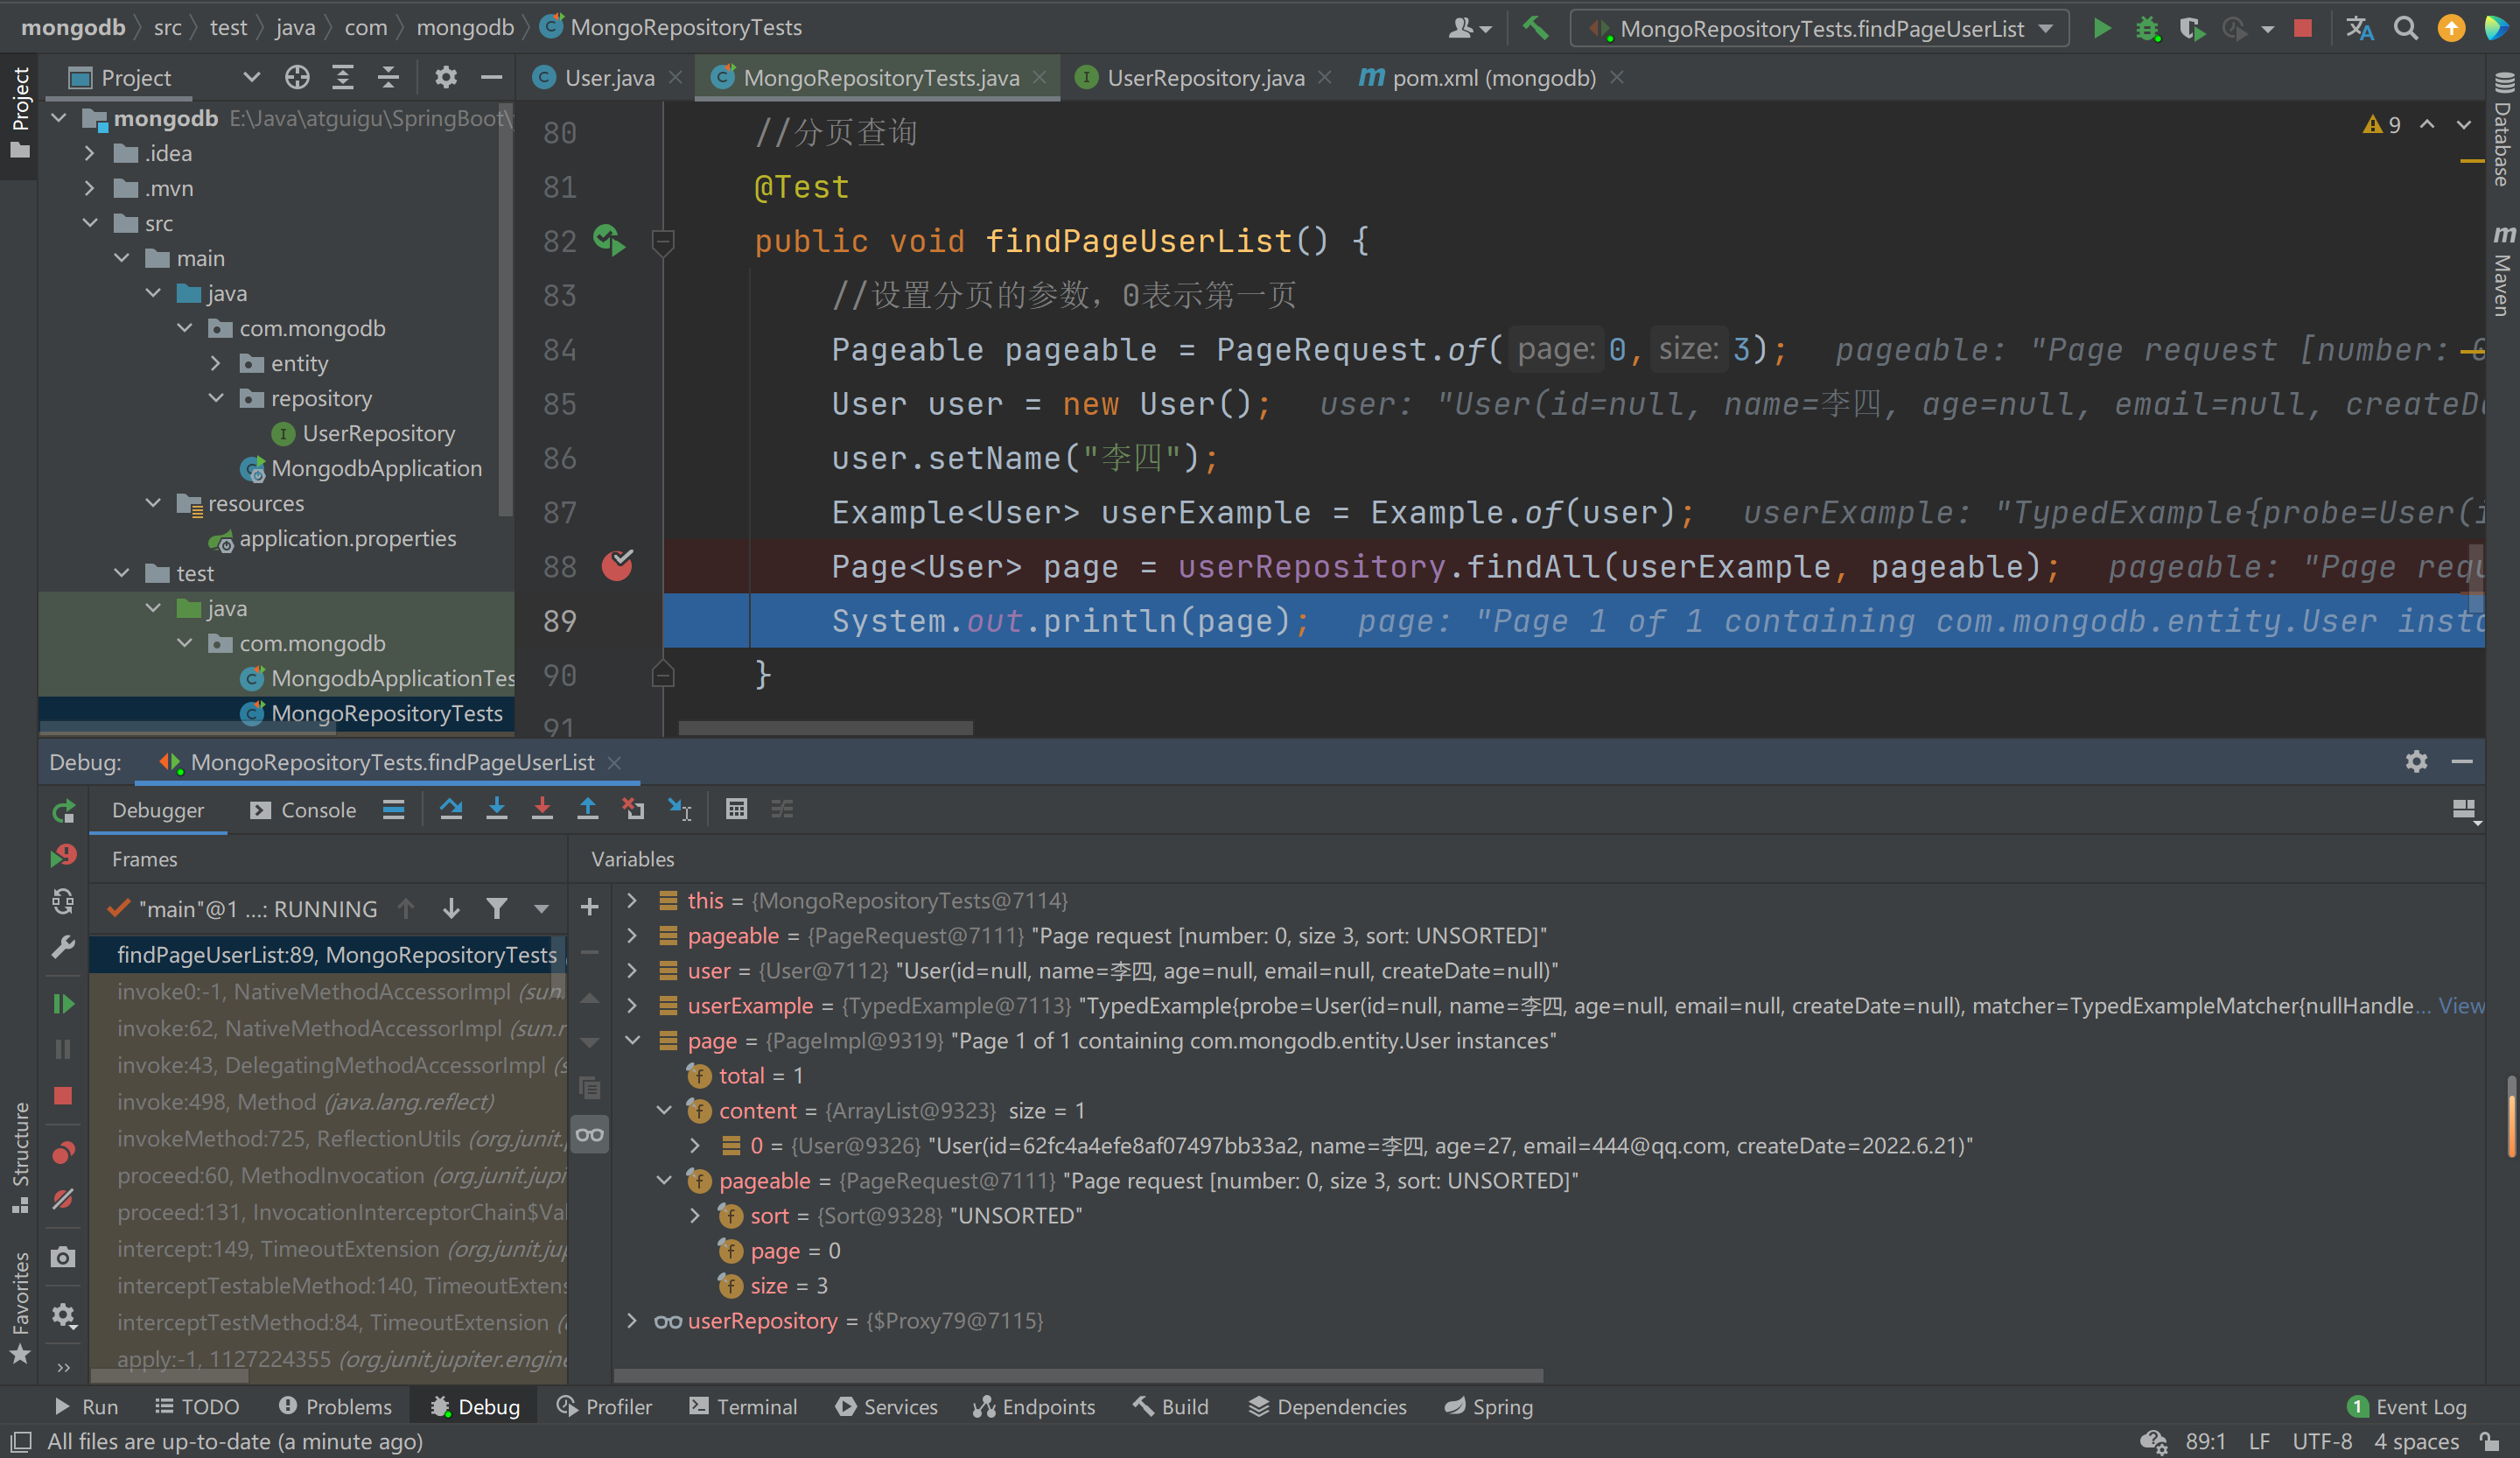 mongodb src test java com mongodb MongoRepositoryTests
MongoRepositoryTests.findPageUserList
Project
Project
User.java
MongoRepositoryTests.java
UserRepository.java
pom.xml (mongodb)
mongodb E:\Java\atguigu\SpringBoot\
.idea
.mvn
src
main
java
com.mongodb
entity
repository
UserRepository
MongodbApplication
resources
application.properties
test
java
com.mongodb
MongodbApplicationTes
MongoRepositoryTests
9
80 //分页查询
81 @Test
82 public void findPageUserList() {
83 //设置分页的参数，0表示第一页
84 Pageable pageable = PageRequest.of( page: 0, size: 3); pageable: "Page request [number: 0
85 User user = new User(); user: "User(id=null, name=李四, age=null, email=null, createDa
86 user.setName("李四");
87 Example<User> userExample = Example.of(user); userExample: "TypedExample{probe=User(i
88 Page<User> page = userRepository.findAll(userExample, pageable); pageable: "Page requ
89 System.out.println(page); page: "Page 1 of 1 containing com.mongodb.entity.User insta
90 }
91
Database
Maven
Debug: MongoRepositoryTests.findPageUserList
Debugger
Console
Frames
"main"@1 ...: RUNNING
findPageUserList:89, MongoRepositoryTests
invoke0:-1, NativeMethodAccessorImpl (sun.
invoke:62, NativeMethodAccessorImpl (sun.r
invoke:43, DelegatingMethodAccessorImpl (s
invoke:498, Method (java.lang.reflect)
invokeMethod:725, ReflectionUtils (org.junit.
proceed:60, MethodInvocation (org.junit.jupi
proceed:131, InvocationInterceptorChain$Val
intercept:149, TimeoutExtension (org.junit.jup
interceptTestableMethod:140, TimeoutExtens
interceptTestMethod:84, TimeoutExtension (
apply:-1, 1127224355 (org.junit.jupiter.engine
Variables
this = {MongoRepositoryTests@7114}
pageable = {PageRequest@7111} "Page request [number: 0, size 3, sort: UNSORTED]"
user = {User@7112} "User(id=null, name=李四, age=null, email=null, createDate=null)"
userExample = {TypedExample@7113} "TypedExample{probe=User(id=null, name=李四, age=null, email=null, createDate=null), matcher=TypedExampleMatcher{nullHandle... View
page = {PageImpl@9319} "Page 1 of 1 containing com.mongodb.entity.User instances"
total = 1
content = {ArrayList@9323} size = 1
0 = {User@9326} "User(id=62fc4a4efe8af07497bb33a2, name=李四, age=27, email=444@qq.com, createDate=2022.6.21)"
pageable = {PageRequest@7111} "Page request [number: 0, size 3, sort: UNSORTED]"
sort = {Sort@9328} "UNSORTED"
page = 0
size = 3
userRepository = {$Proxy79@7115}
Structure
Favorites
Run TODO Problems Debug Profiler Terminal Services Endpoints Build Dependencies Spring 1 Event Log
All files are up-to-date (a minute ago) 89:1 LF UTF-8 4 spaces